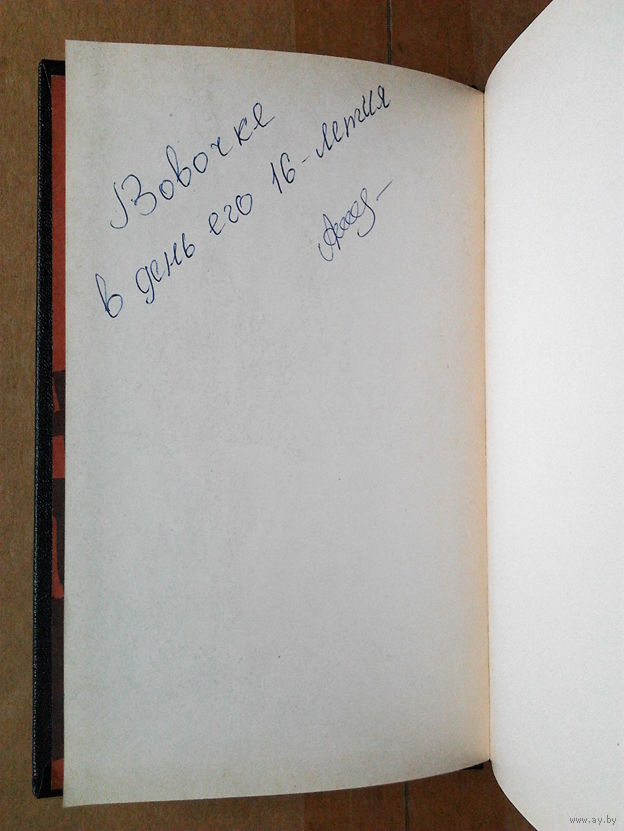 Вовочке
в день его 16-летия
www.ay.by